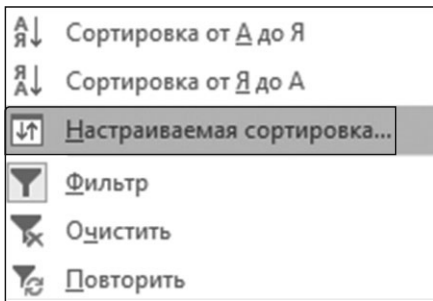 Сортировка от А до Я
Сортировка от Я до А
Настраиваемая сортировка...
Фильтр
Очистить
Повторить